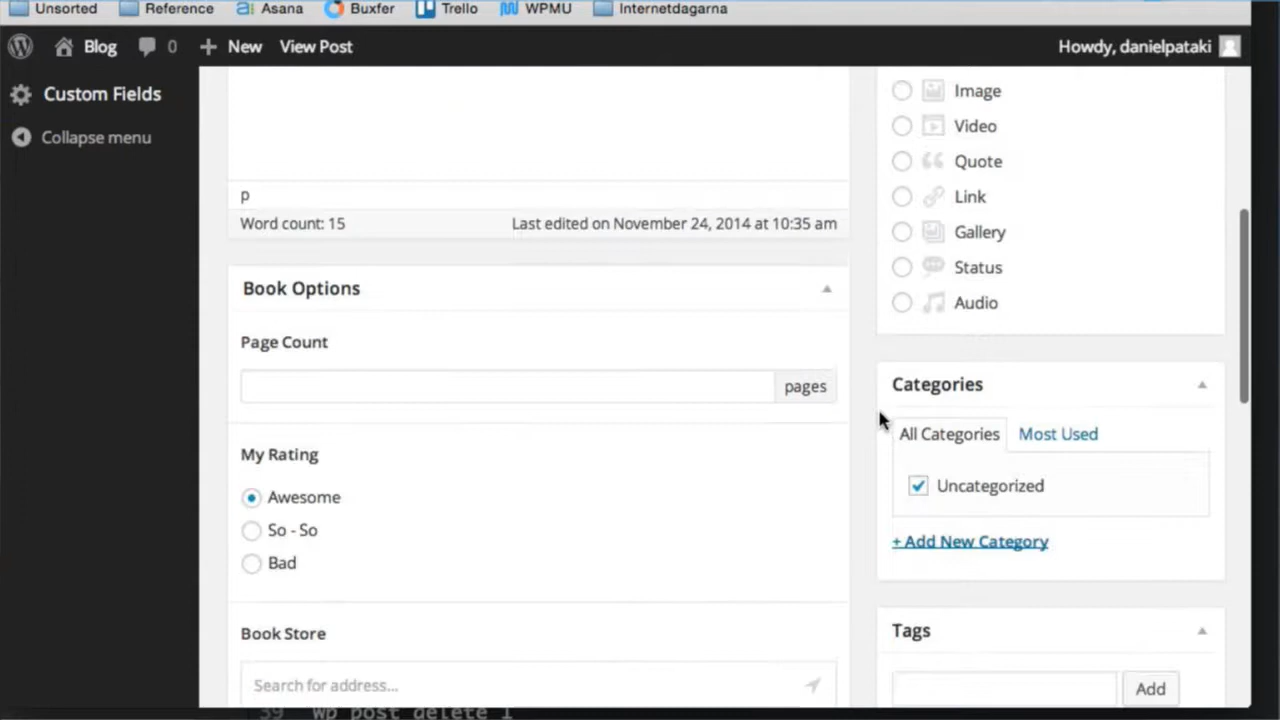 Unsorted Reference Asana Buxfer Trello WPMU Internetdagarna
Blog 0 New View Post Howdy, danielpataki
Custom Fields
Collapse menu
p
Word count: 15 Last edited on November 24, 2014 at 10:35 am
Book Options
Page Count
pages
My Rating
Awesome
So - So
Bad
Book Store
Search for address...
Image
Video
Quote
Link
Gallery
Status
Audio
Categories
All Categories Most Used
Uncategorized
+ Add New Category
Tags
Add
39 wp post delete 1